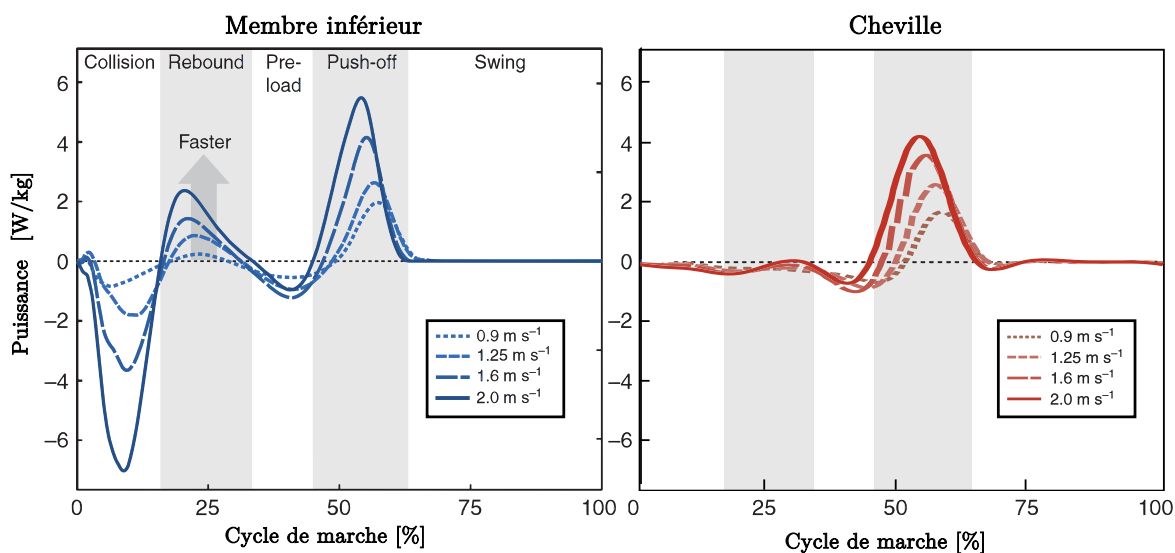 Membre inférieur
Collision Rebound Pre-load Push-off Swing
Faster
Puissance [W/kg]
6
4
2
0
−2
−4
−6
0.9 m s⁻¹
1.25 m s⁻¹
1.6 m s⁻¹
2.0 m s⁻¹
0 25 50 75 100
Cycle de marche [%]
Cheville
6
4
2
0
−2
−4
−6
0.9 m s⁻¹
1.25 m s⁻¹
1.6 m s⁻¹
2.0 m s⁻¹
0 25 50 75 100
Cycle de marche [%]